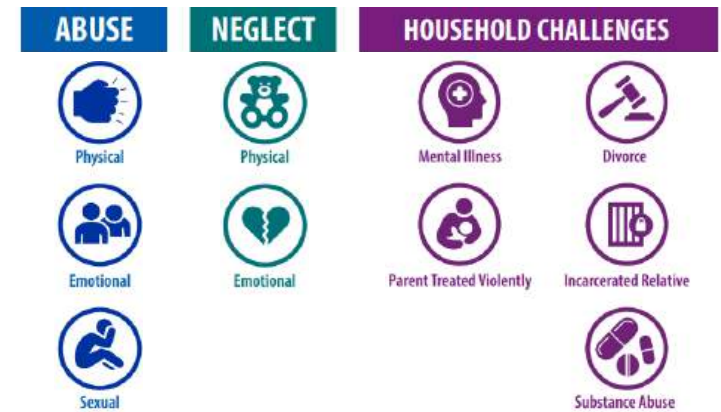 ABUSE
NEGLECT
HOUSEHOLD CHALLENGES
Physical
Physical
Mental Illness
Divorce
Emotional
Emotional
Parent Treated Violently
Incarcerated Relative
Sexual
Substance Abuse